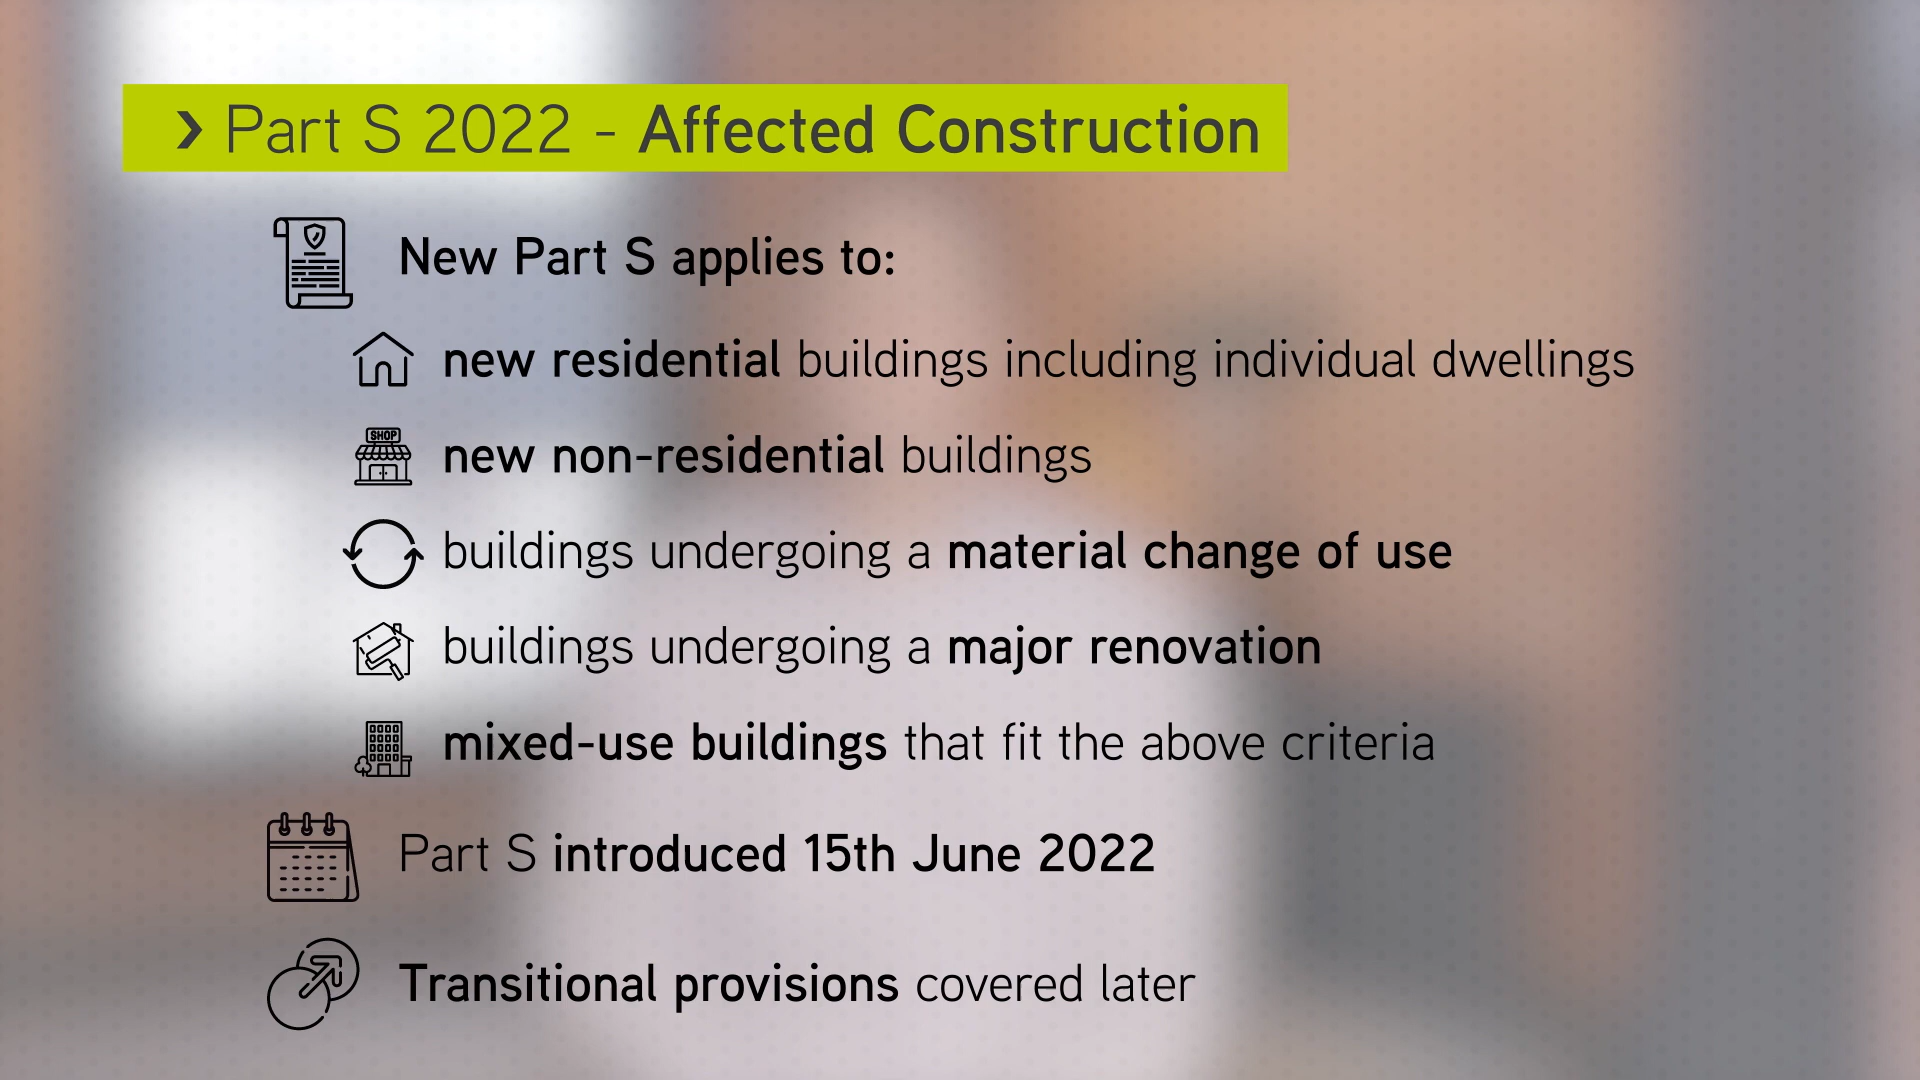 Part S 2022 - Affected Construction
New Part S applies to:
new residential buildings including individual dwellings
SHOP
new non-residential buildings
buildings undergoing a material change of use
buildings undergoing a major renovation
mixed-use buildings that fit the above criteria
Part S introduced 15th June 2022
Transitional provisions covered later